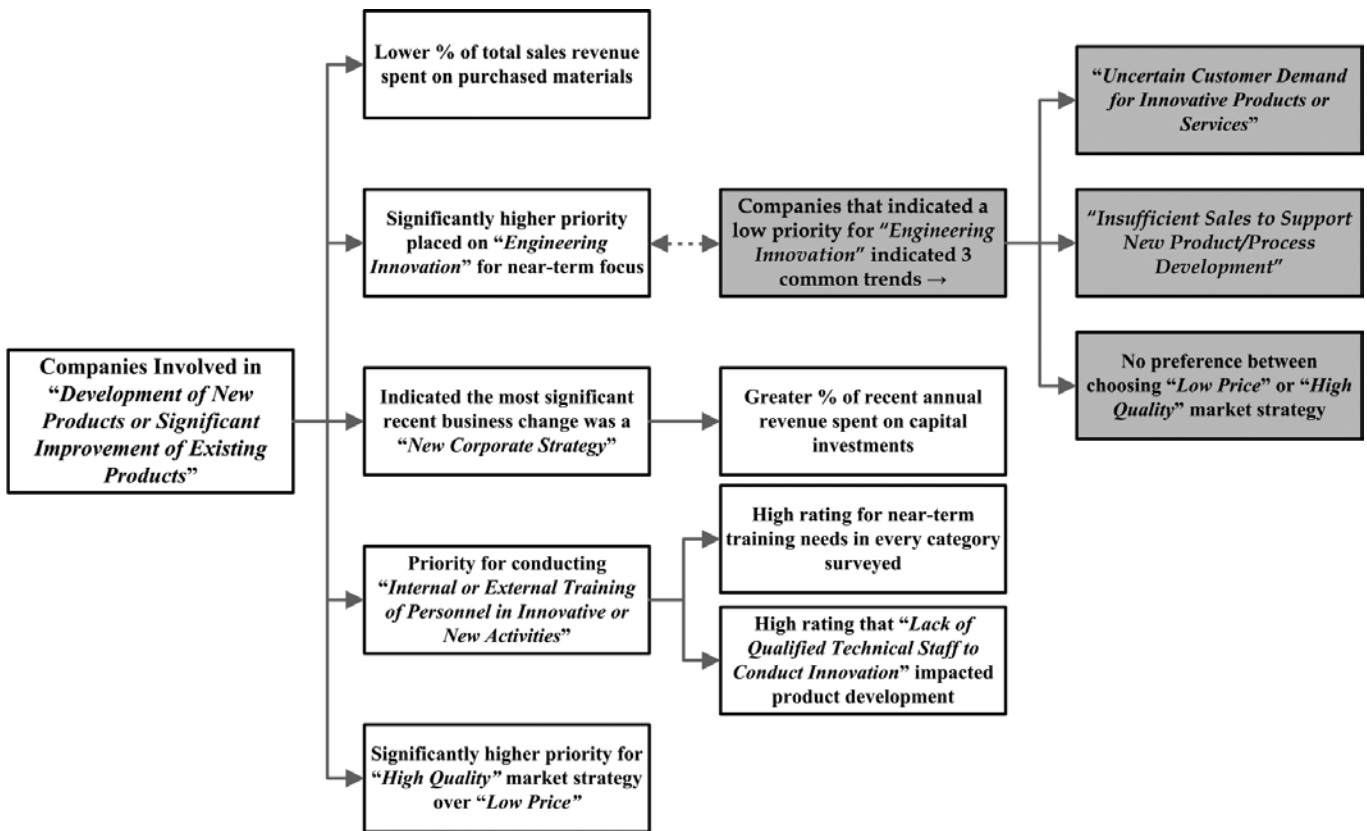 Lower % of total sales revenue
spent on purchased materials
“Uncertain Customer Demand
for Innovative Products or
Services”
Significantly higher priority
placed on “Engineering
Innovation” for near-term focus
Companies that indicated a
low priority for “Engineering
Innovation” indicated 3
common trends →
“Insufficient Sales to Support
New Product/Process
Development”
Companies Involved in
“Development of New
Products or Significant
Improvement of Existing
Products”
Indicated the most significant
recent business change was a
“New Corporate Strategy”
Greater % of recent annual
revenue spent on capital
investments
No preference between
choosing “Low Price” or “High
Quality” market strategy
Priority for conducting
“Internal or External Training
of Personnel in Innovative or
New Activities”
High rating for near-term
training needs in every category
surveyed
High rating that “Lack of
Qualified Technical Staff to
Conduct Innovation” impacted
product development
Significantly higher priority for
“High Quality” market strategy
over “Low Price”